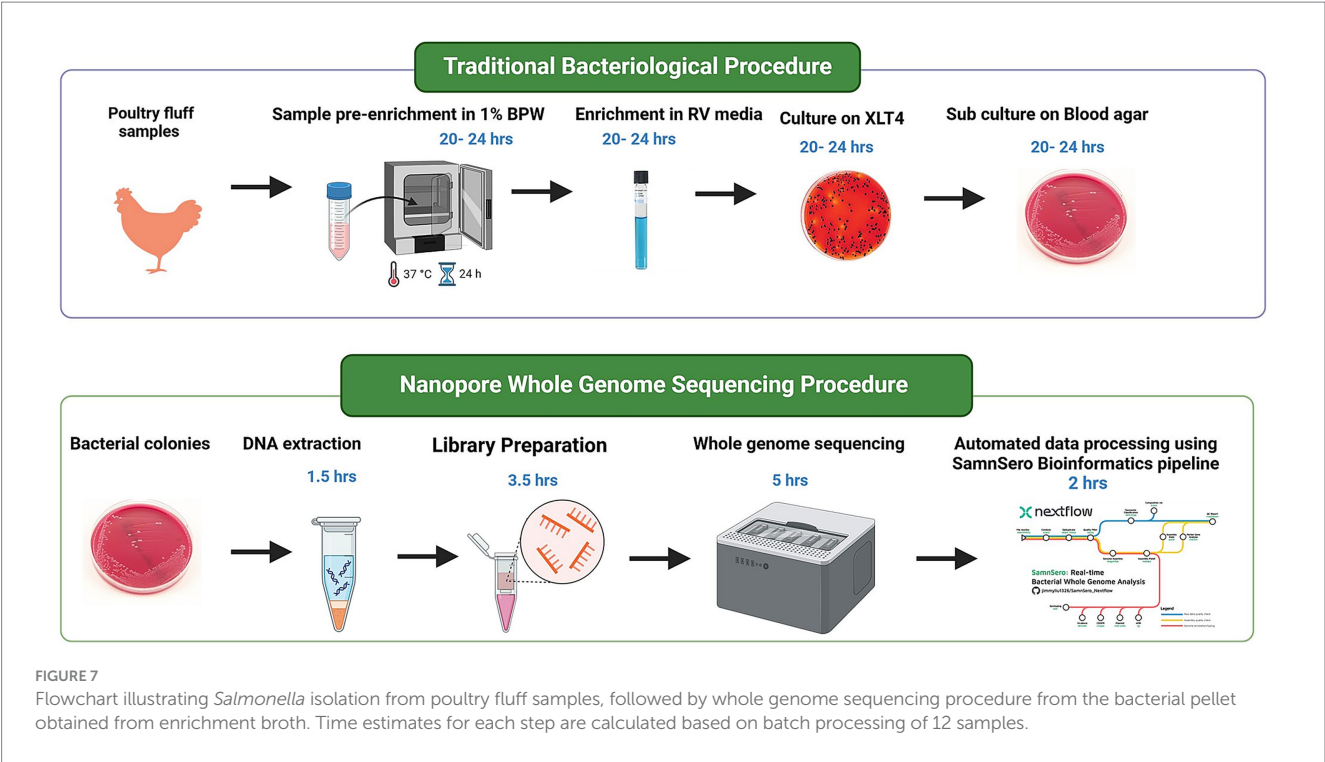 Traditional Bacteriological Procedure
Poultry fluff
samples
Sample pre-enrichment in 1% BPW
20- 24 hrs
37 °C
24 h
Enrichment in RV media
20- 24 hrs
Culture on XLT4
20- 24 hrs
Sub culture on Blood agar
20- 24 hrs
Nanopore Whole Genome Sequencing Procedure
Bacterial colonies
DNA extraction
1.5 hrs
Library Preparation
3.5 hrs
Whole genome sequencing
5 hrs
Automated data processing using
SamnSero Bioinformatics pipeline
2 hrs
nextflow
SamnSero: Real-time
Bacterial Whole Genome Analysis
jimmyliu1326/SamnSero_Nextflow
Legend
FIGURE 7
Flowchart illustrating Salmonella isolation from poultry fluff samples, followed by whole genome sequencing procedure from the bacterial pellet
obtained from enrichment broth. Time estimates for each step are calculated based on batch processing of 12 samples.